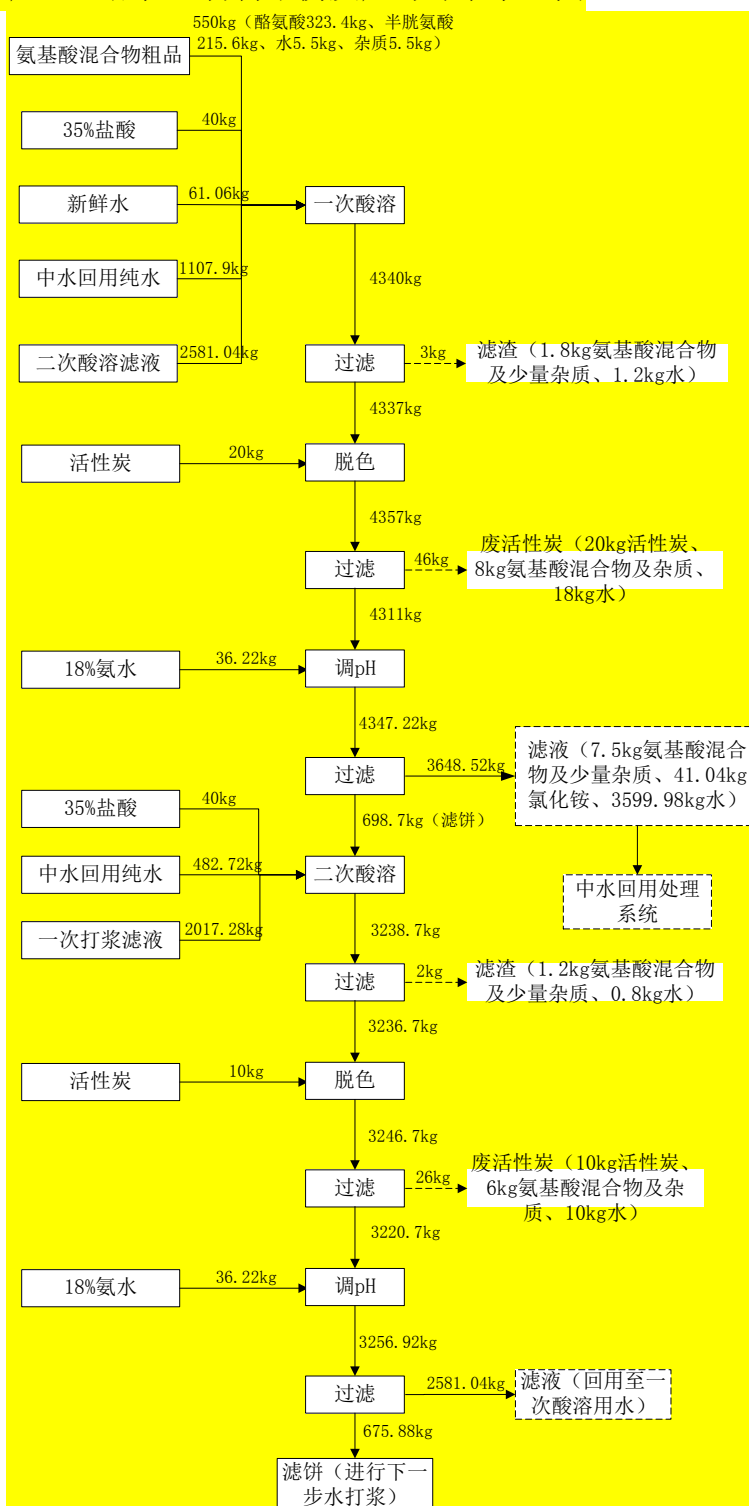 550kg（酪氨酸323.4kg、半胱氨酸
215.6kg、水5.5kg、杂质5.5kg）
氨基酸混合物粗品
35%盐酸
40kg
新鲜水
61.06kg
一次酸溶
中水回用纯水
1107.9kg
4340kg
二次酸溶滤液
2581.04kg
过滤
3kg
滤渣（1.8kg氨基酸混合物
及少量杂质、1.2kg水）
4337kg
活性炭
20kg
脱色
4357kg
过滤
46kg
废活性炭（20kg活性炭、
8kg氨基酸混合物及杂质、
18kg水）
4311kg
18%氨水
36.22kg
调pH
4347.22kg
过滤
3648.52kg
滤液（7.5kg氨基酸混合
物及少量杂质、41.04kg
氯化铵、3599.98kg水）
35%盐酸
40kg
698.7kg（滤饼）
中水回用纯水
482.72kg
二次酸溶
中水回用处理
系统
一次打浆滤液
2017.28kg
3238.7kg
过滤
2kg
滤渣（1.2kg氨基酸混合物
及少量杂质、0.8kg水）
3236.7kg
活性炭
10kg
脱色
3246.7kg
过滤
26kg
废活性炭（10kg活性炭、
6kg氨基酸混合物及杂
质、10kg水）
3220.7kg
18%氨水
36.22kg
调pH
3256.92kg
过滤
2581.04kg
滤液（回用至一
次酸溶用水）
675.88kg
滤饼（进行下一
步水打浆）